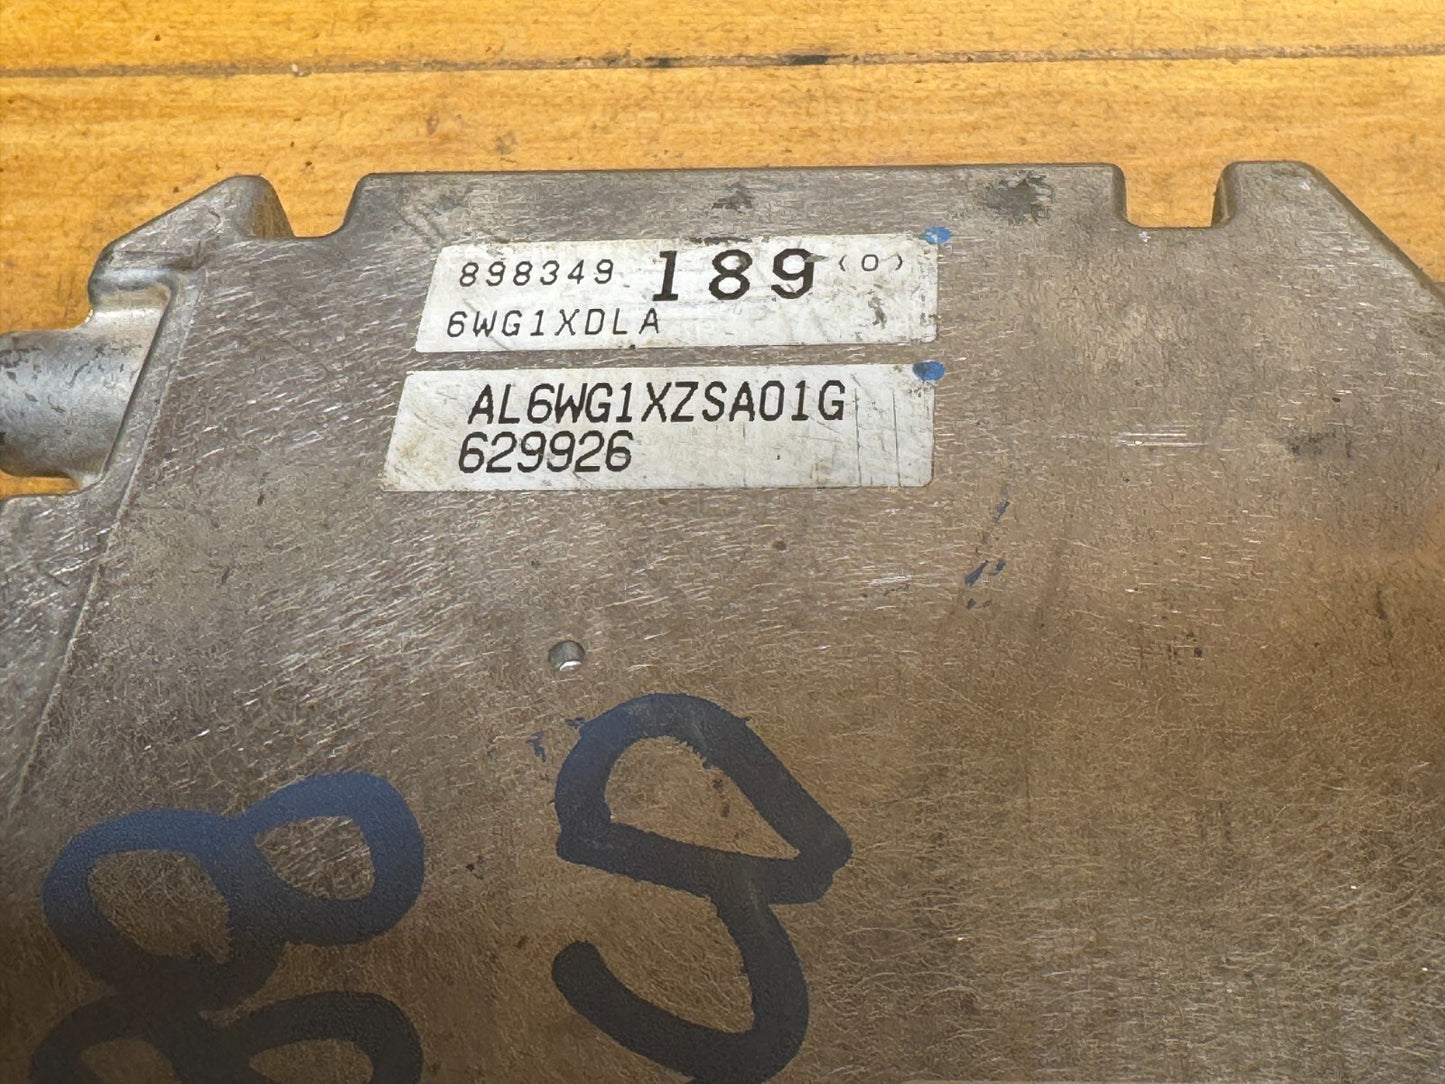 898349 189 (0)
6WG1XDLA
AL6WG1XZSA01G
629926